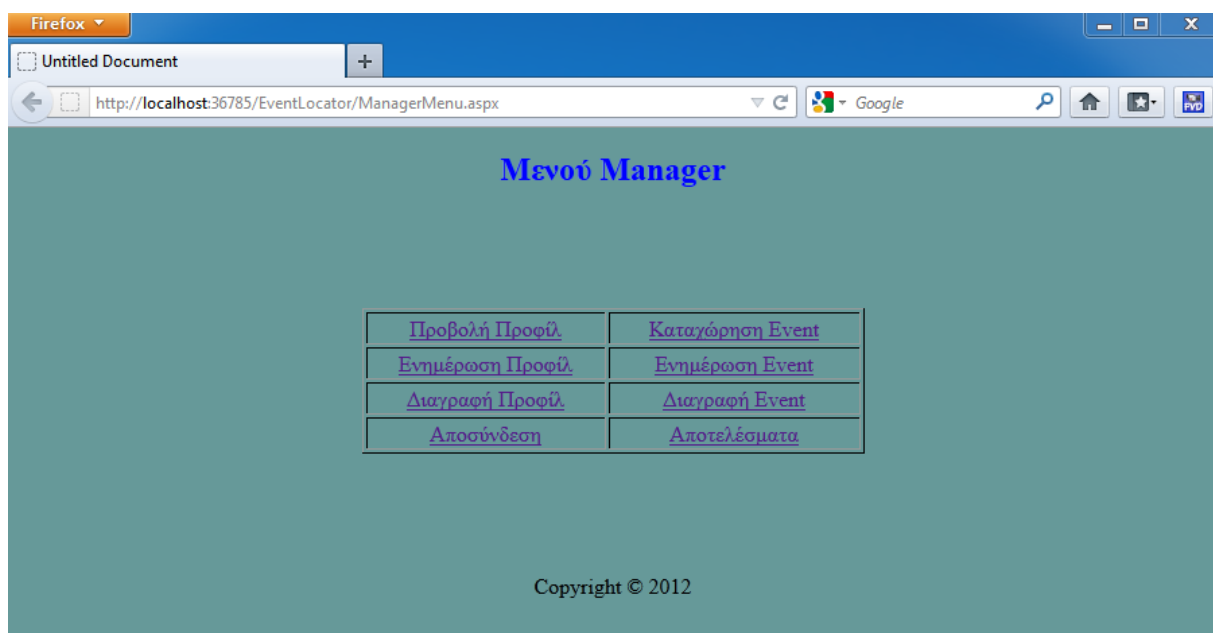 Firefox
Untitled Document
http://localhost:36785/EventLocator/ManagerMenu.aspx Google FVD
Μενού Manager
Προβολή Προφίλ Καταχώρηση Event
Ενημέρωση Προφίλ Ενημέρωση Event
Διαγραφή Προφίλ Διαγραφή Event
Αποσύνδεση Αποτελέσματα
Copyright © 2012